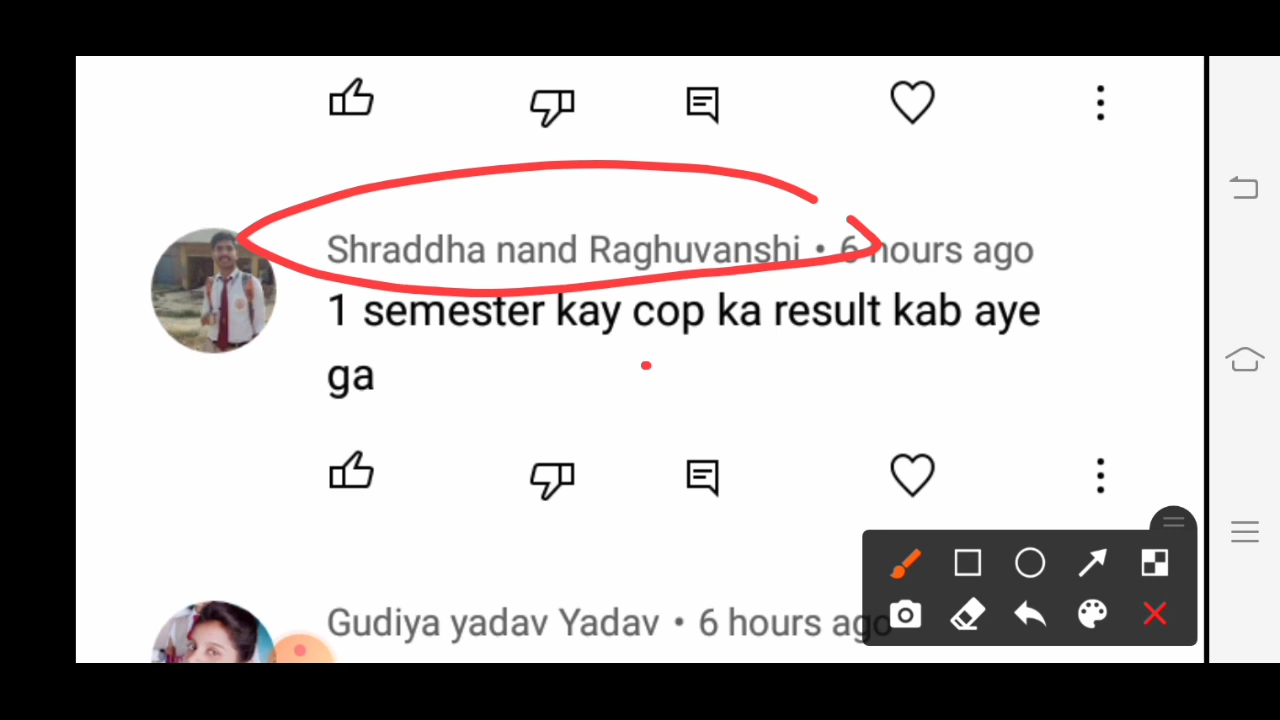 Shraddha nand Raghuvanshi • 6 hours ago
1 semester kay cop ka result kab aye
ga
Gudiya yadav Yadav • 6 hours ago